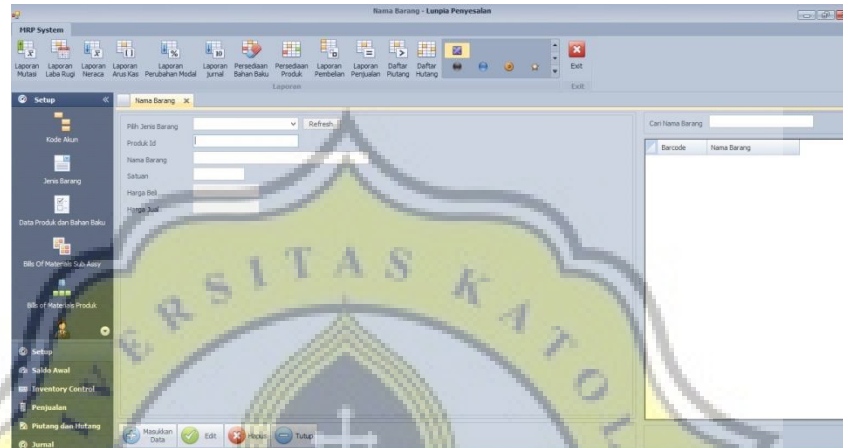 Nama Barang - Lunpia Penyesalan
MRP System
Laporan Mutasi
Laporan Laba Rugi
Laporan Neraca
Laporan Arus Kas
Laporan Perubahan Modal
Laporan Jurnal
Persediaan Bahan Baku
Persediaan Produk
Laporan Pembelian
Laporan Penjualan
Daftar Piutang
Daftar Hutang
Exit
Laporan
Exit
Setup
Nama Barang
Kode Akun
Jenis Barang
Data Produk dan Bahan Baku
Bills Of Materials Sub Assy
Bills of Materials Produk
Setup
Saldo Awal
Inventory Control
Penjualan
Piutang dan Hutang
Jurnal
Pilih Jenis Barang
Refresh
Produk Id
Nama Barang
Satuan
Harga Beli
Harga Jual
Cari Nama Barang
Barcode Nama Barang
Masukkan Data
Edit
Hapus
Tutup
ERSITAS KATO